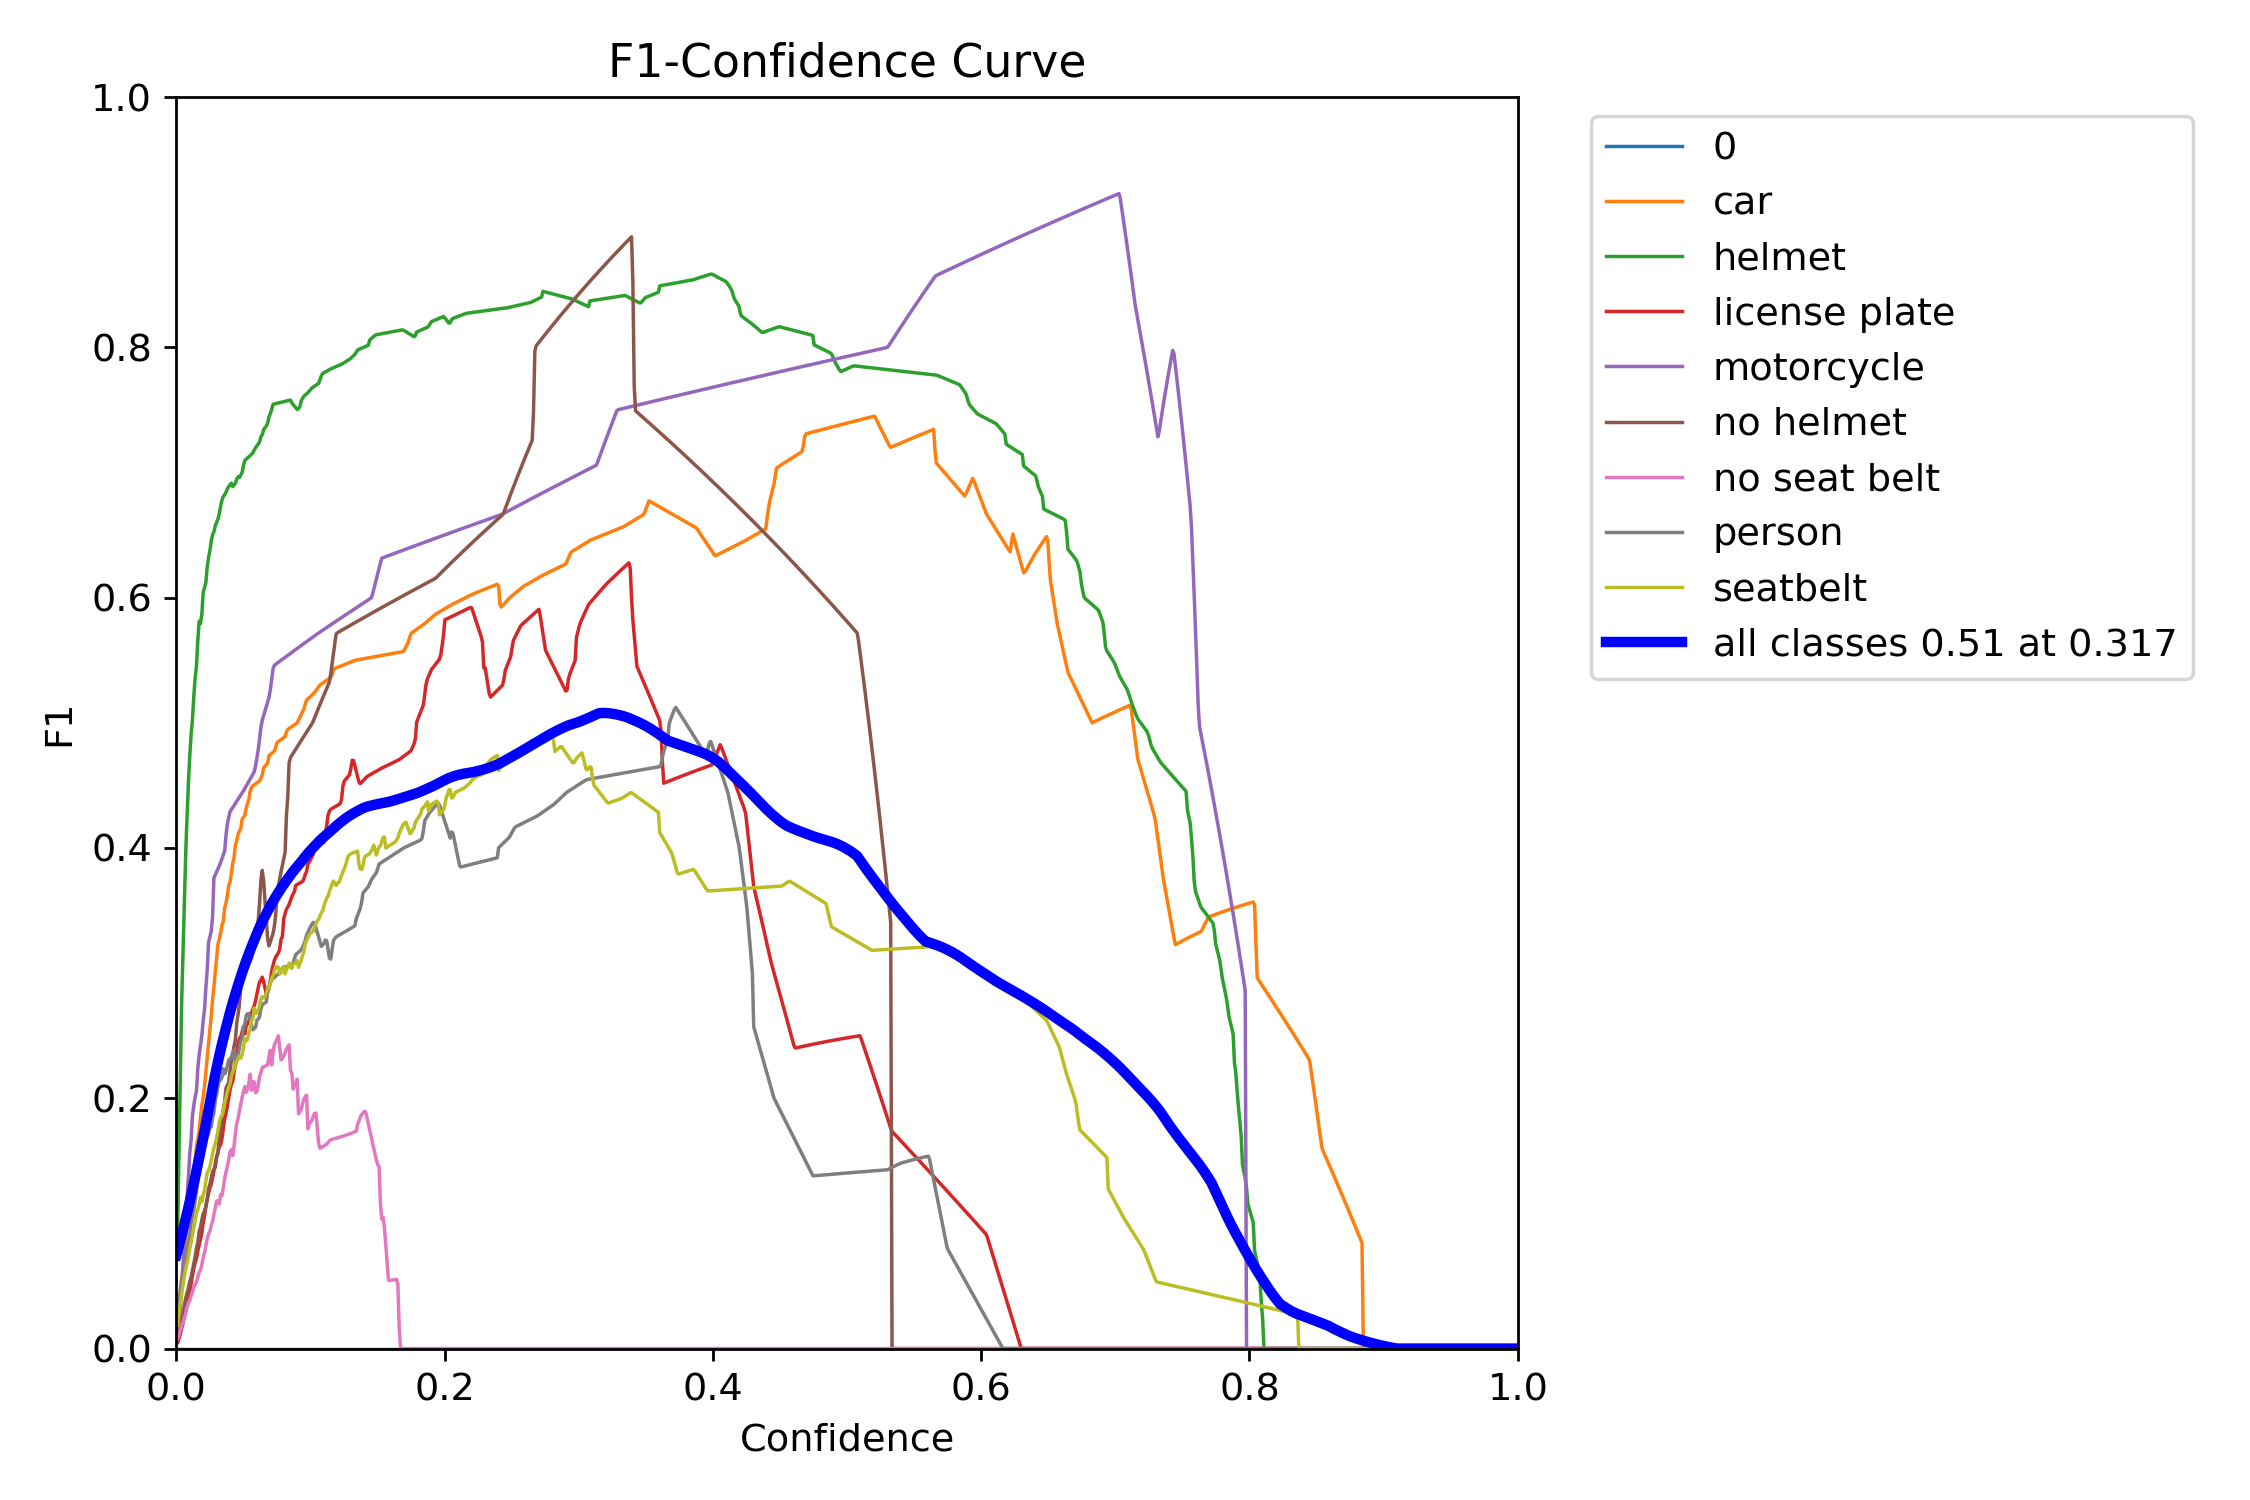 F1-Confidence Curve
1.0
0.8
0.6
0.4
0.2
0.0
F1
0.0 0.2 0.4 0.6 0.8 1.0
Confidence
0
car
helmet
license plate
motorcycle
no helmet
no seat belt
person
seatbelt
all classes 0.51 at 0.317